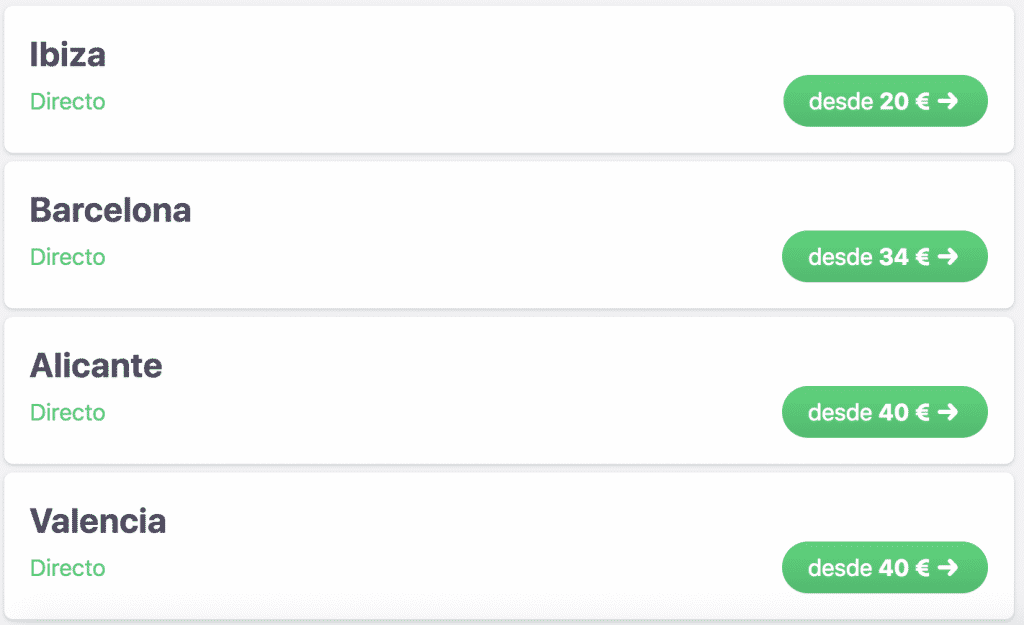 Ibiza
Directo
desde 20 € →
Barcelona
Directo
desde 34 € →
Alicante
Directo
desde 40 € →
Valencia
Directo
desde 40 € →